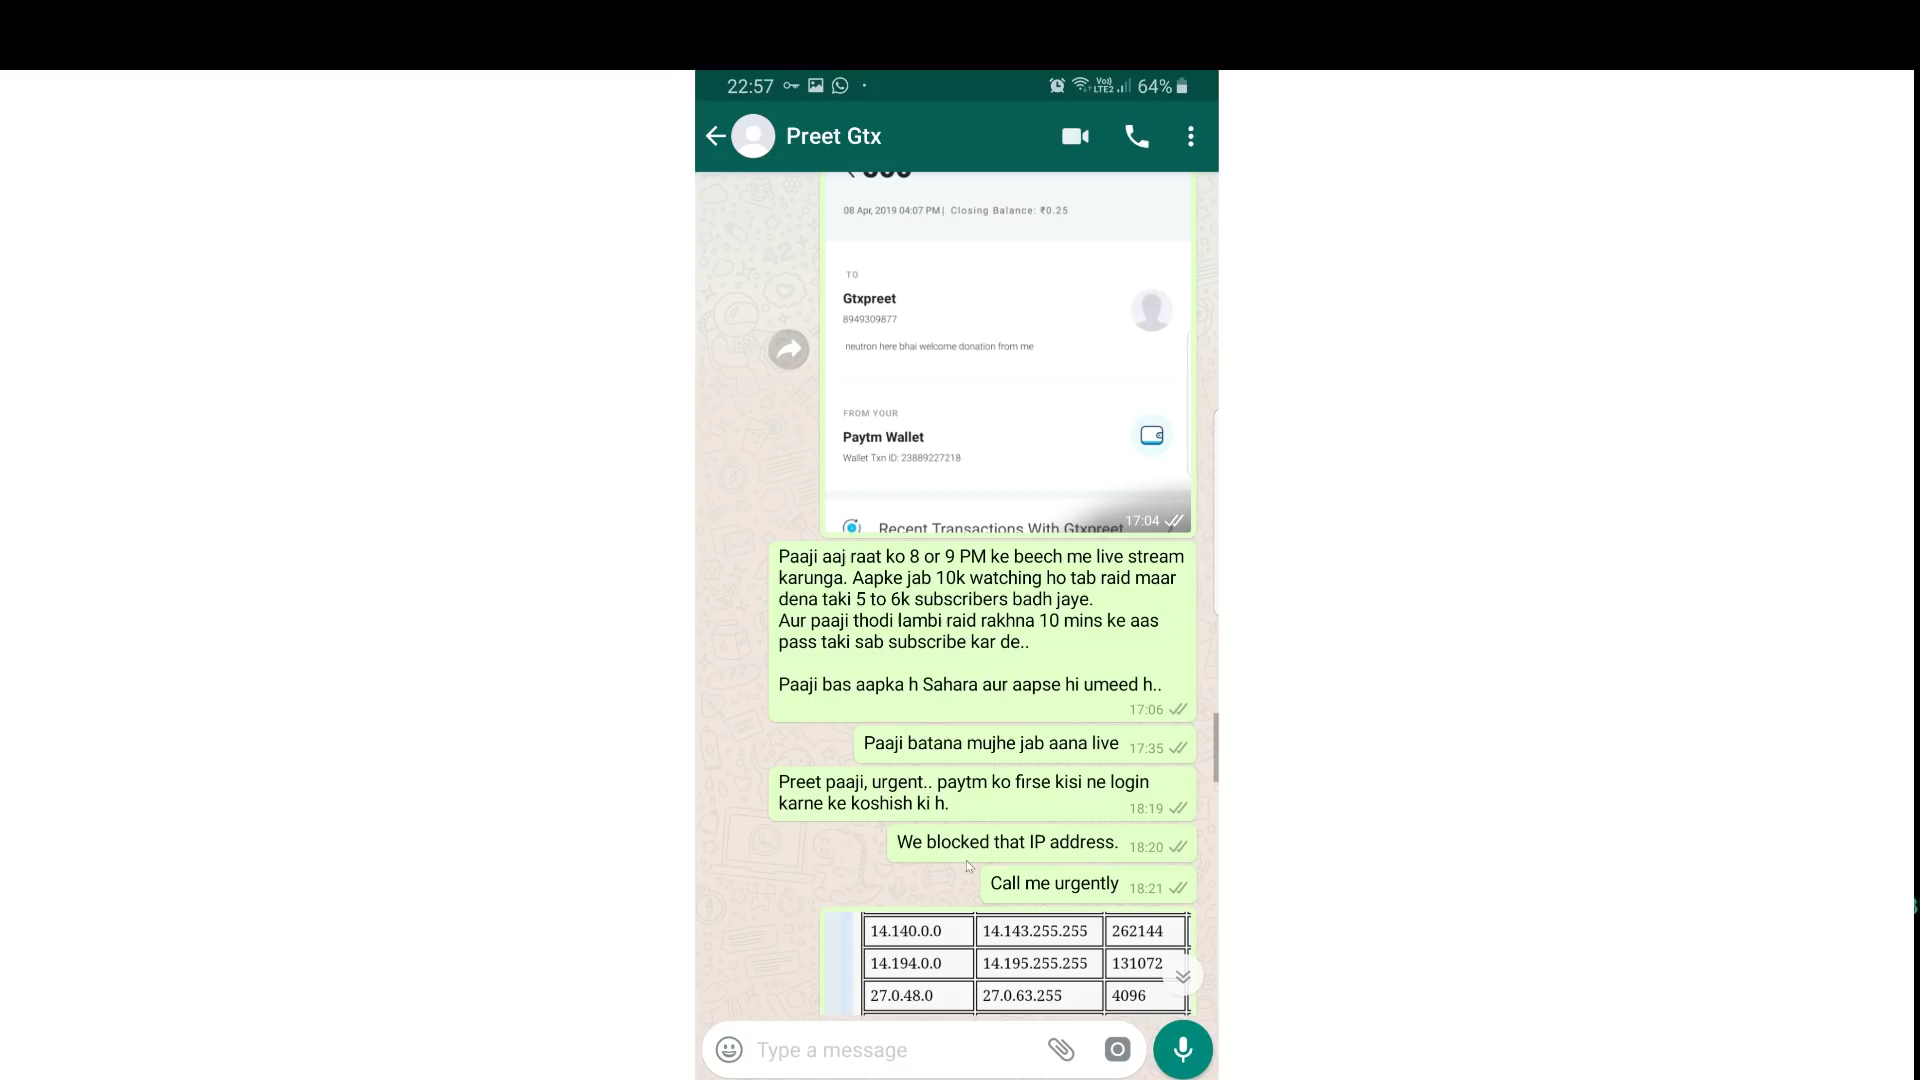 22:57 Vo)) LTE2 64%
Preet Gtx
08 Apr, 2019 04:07 PM | Closing Balance: ₹0.25
TO
Gtxpreet
8949309877
neutron here bhai welcome donation from me
FROM YOUR
Paytm Wallet
Wallet Txn ID: 23889227218
Recent Transactions With Gtxpreet
17:04
Paaji aaj raat ko 8 or 9 PM ke beech me live stream
karunga. Aapke jab 10k watching ho tab raid maar
dena taki 5 to 6k subscribers badh jaye.
Aur paaji thodi lambi raid rakhna 10 mins ke aas
pass taki sab subscribe kar de..
Paaji bas aapka h Sahara aur aapse hi umeed h..
17:06
Paaji batana mujhe jab aana live 17:35
Preet paaji, urgent.. paytm ko firse kisi ne login
karne ke koshish ki h. 18:19
We blocked that IP address. 18:20
Call me urgently 18:21
14.140.0.0 14.143.255.255 262144
14.194.0.0 14.195.255.255 131072
27.0.48.0 27.0.63.255 4096
Type a message